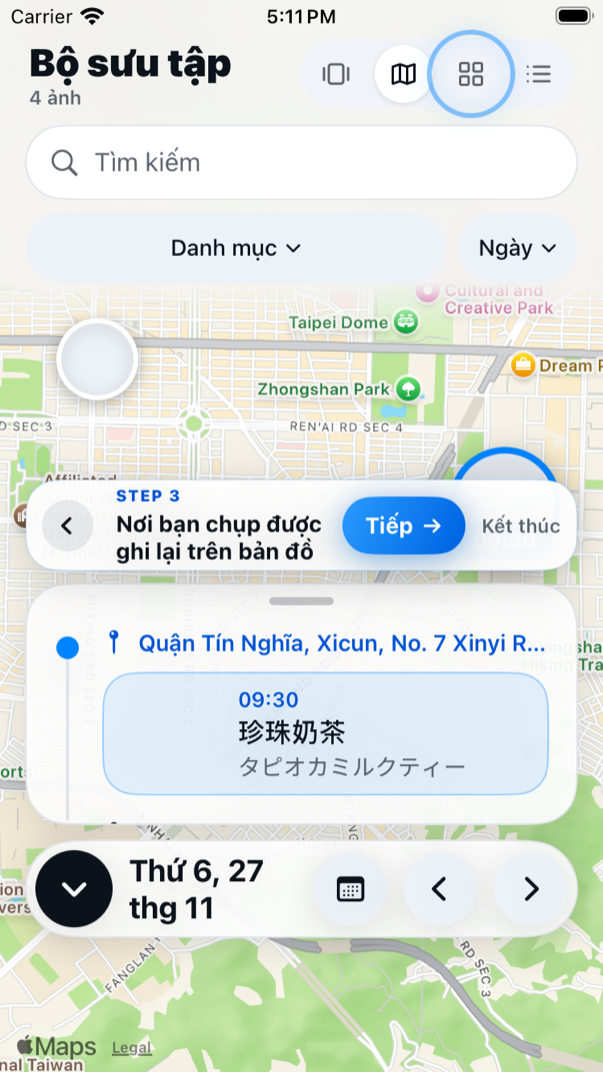 Carrier 5:11 PM
Bộ sưu tập
4 ảnh
Tìm kiếm
Danh mục
Ngày
Cultural and
Creative Park
Taipei Dome
Dream
Zhongshan Park
SEC 3
REN'AI RD SEC 4
STEP 3
Nơi bạn chụp được
ghi lại trên bản đồ
Tiếp →
Kết thúc
Quận Tín Nghĩa, Xicun, No. 7 Xinyi R...
09:30
珍珠奶茶
タピオカミルクティー
Thứ 6, 27
thg 11
FANGLAN
RD SEC 3
Maps Legal
Taiwan